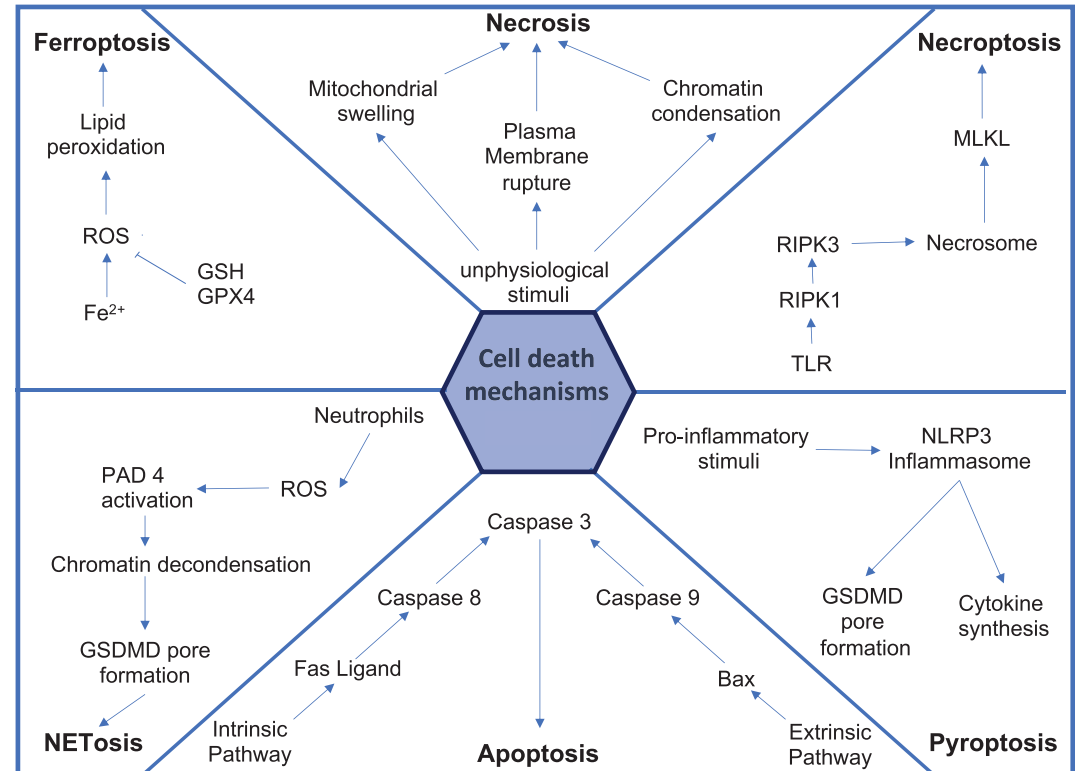 Ferroptosis
Lipid
peroxidation
ROS
GSH
GPX4
Fe²⁺
Necrosis
Mitochondrial
swelling
Plasma
Membrane
rupture
Chromatin
condensation
unphysiological
stimuli
Necroptosis
MLKL
RIPK3
Necrosome
RIPK1
TLR
Cell death
mechanisms
Neutrophils
PAD 4
activation
ROS
Chromatin decondensation
GSDMD pore
formation
NETosis
Caspase 3
Caspase 8
Caspase 9
Fas Ligand
Bax
Intrinsic
Pathway
Extrinsic
Pathway
Apoptosis
Pro-inflammatory
stimuli
NLRP3
Inflammasome
GSDMD
pore
formation
Cytokine
synthesis
Pyroptosis